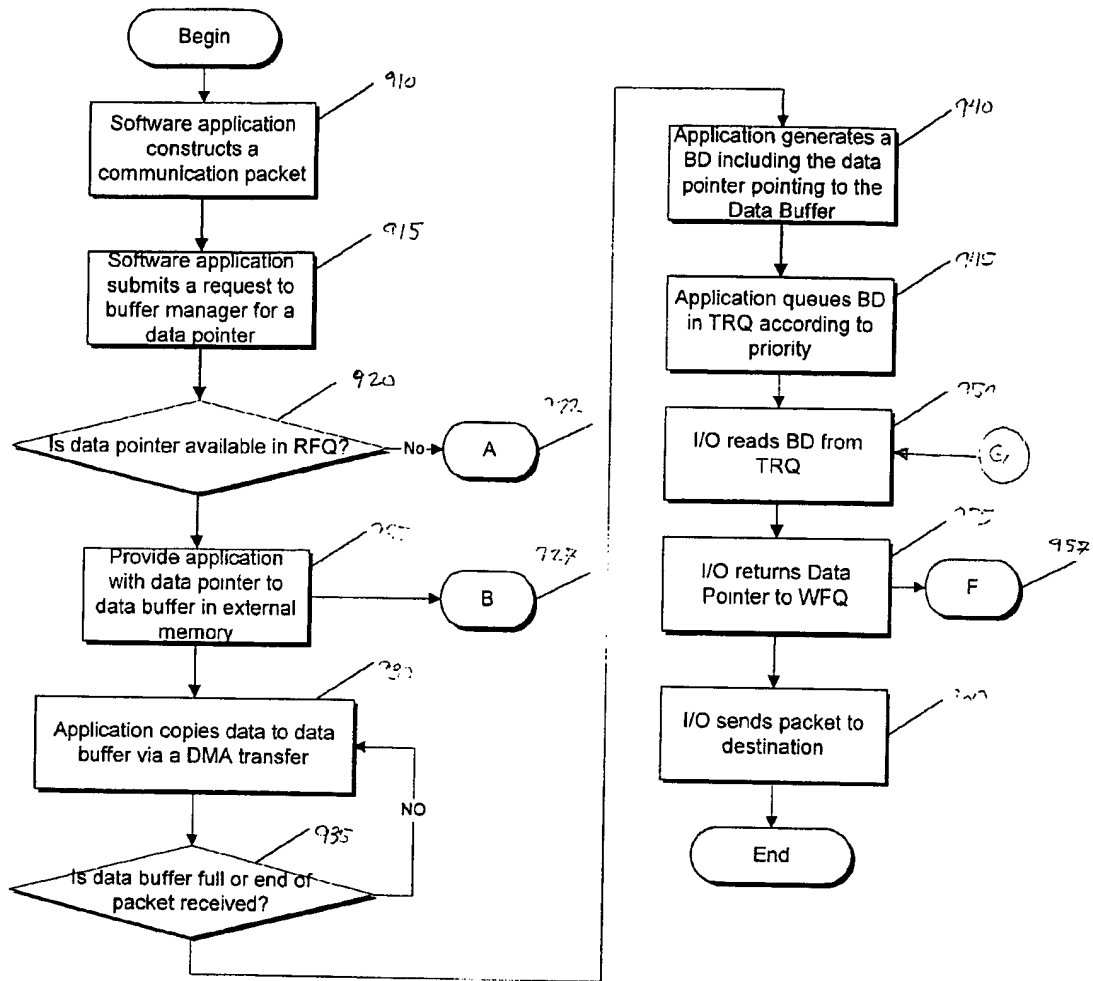 Begin
910
Software application
constructs a
communication packet
915
Software application
submits a request to
buffer manager for a
data pointer
920
Is data pointer available in RFQ?
No
A
Provide application
with data pointer to
data buffer in external
memory
B
927
Application copies data to data
buffer via a DMA transfer
NO
935
Is data buffer full or end of
packet received?
940
Application generates a
BD including the data
pointer pointing to the
Data Buffer
945
Application queues BD
in TRQ according to
priority
I/O reads BD from
TRQ
G
I/O returns Data
Pointer to WFQ
F
957
I/O sends packet to
destination
End